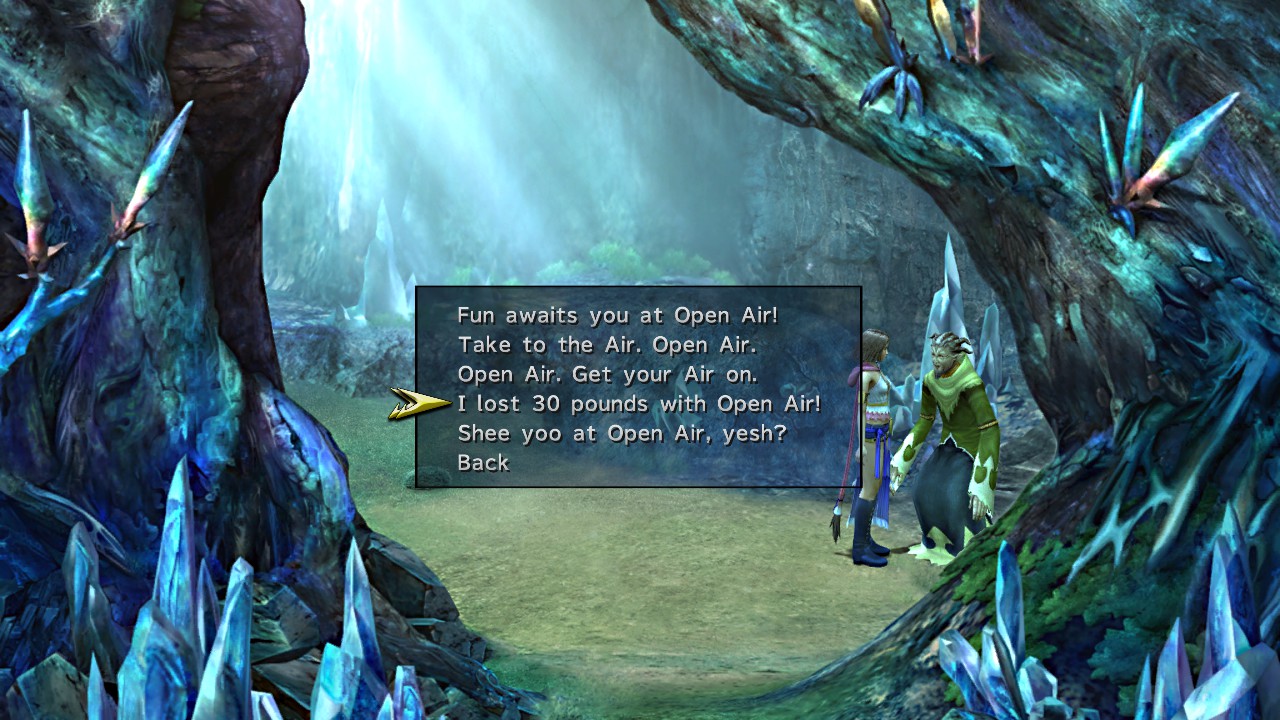 Fun awaits you at Open Air!
Take to the Air. Open Air.
Open Air. Get your Air on.
I lost 30 pounds with Open Air!
Shee yoo at Open Air, yesh?
Back